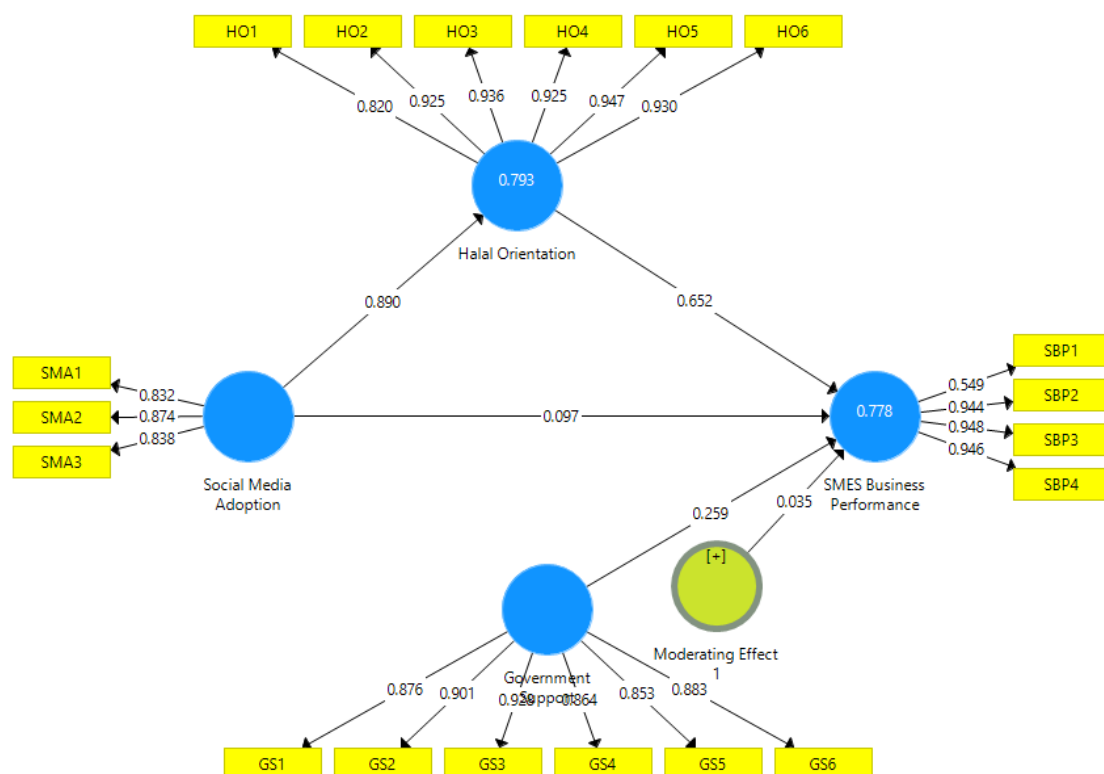 HO1 HO2 HO3 HO4 HO5 HO6
0.820 0.925 0.936 0.925 0.947 0.930
0.793
Halal Orientation
0.890 0.652
SMA1
SMA2
SMA3
0.832
0.874
0.838
Social Media
Adoption
0.097
0.778
SMES Business
Performance
0.549
0.944
0.948
0.946
SBP1
SBP2
SBP3
SBP4
0.259 0.035
[+]
Moderating Effect
1
Government
Support
0.876 0.901 0.864 0.853 0.883
GS1 GS2 GS3 GS4 GS5 GS6